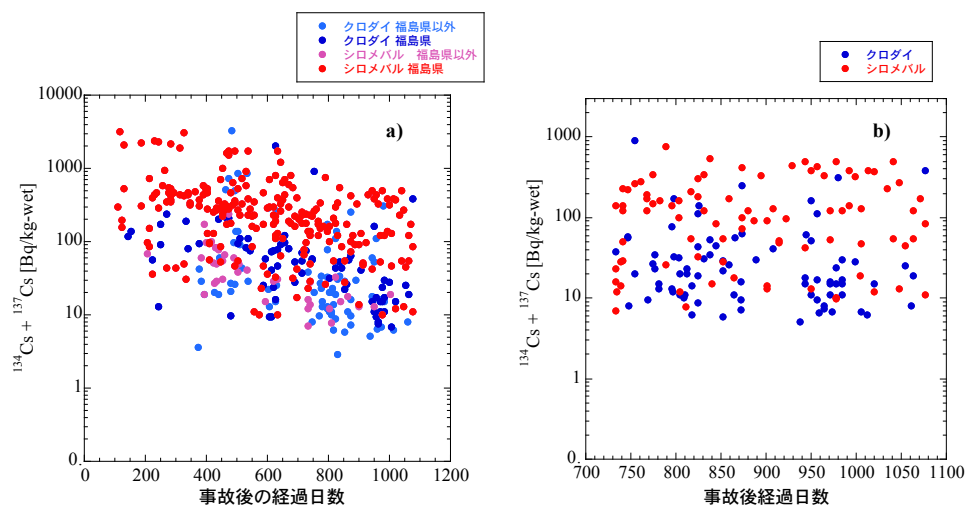 クロダイ 福島県以外
クロダイ 福島県
シロメバル　福島県以外
シロメバル 福島県
a)
10000
1000
100
10
1
0.
0 200 400 600 800 1000 1200
134Cs + 137Cs [Bq/kg-wet]
事故後の経過日数
クロダイ
シロメバル
b)
1000
100
10
1
0.
700 750 800 850 900 950 1000 1050 1100
134Cs + 137Cs [Bq/kg-wet]
事故後経過日数